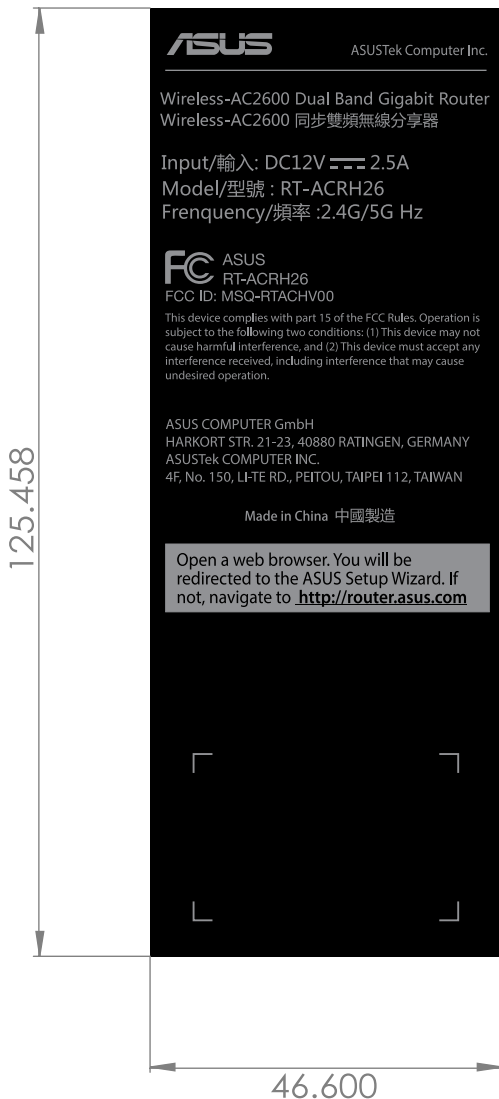 ASUS
ASUSTek Computer Inc.
Wireless-AC2600 Dual Band Gigabit Router
Wireless-AC2600 同步雙頻無線分享器
Input/輸入: DC12V 2.5A
Model/型號 : RT-ACRH26
Frenquency/頻率 :2.4G/5G Hz
FC ASUS
RT-ACRH26
FCC ID: MSQ-RTACHV00
This device complies with part 15 of the FCC Rules. Operation is
subject to the following two conditions: (1) This device may not
cause harmful interference, and (2) This device must accept any
interference received, including interference that may cause
undesired operation.
ASUS COMPUTER GmbH
HARKORT STR. 21-23, 40880 RATINGEN, GERMANY
ASUSTek COMPUTER INC.
4F, No. 150, LI-TE RD., PEITOU, TAIPEI 112, TAIWAN
Made in China 中國製造
Open a web browser. You will be
redirected to the ASUS Setup Wizard. If
not, navigate to http://router.asus.com
125.458
46.600